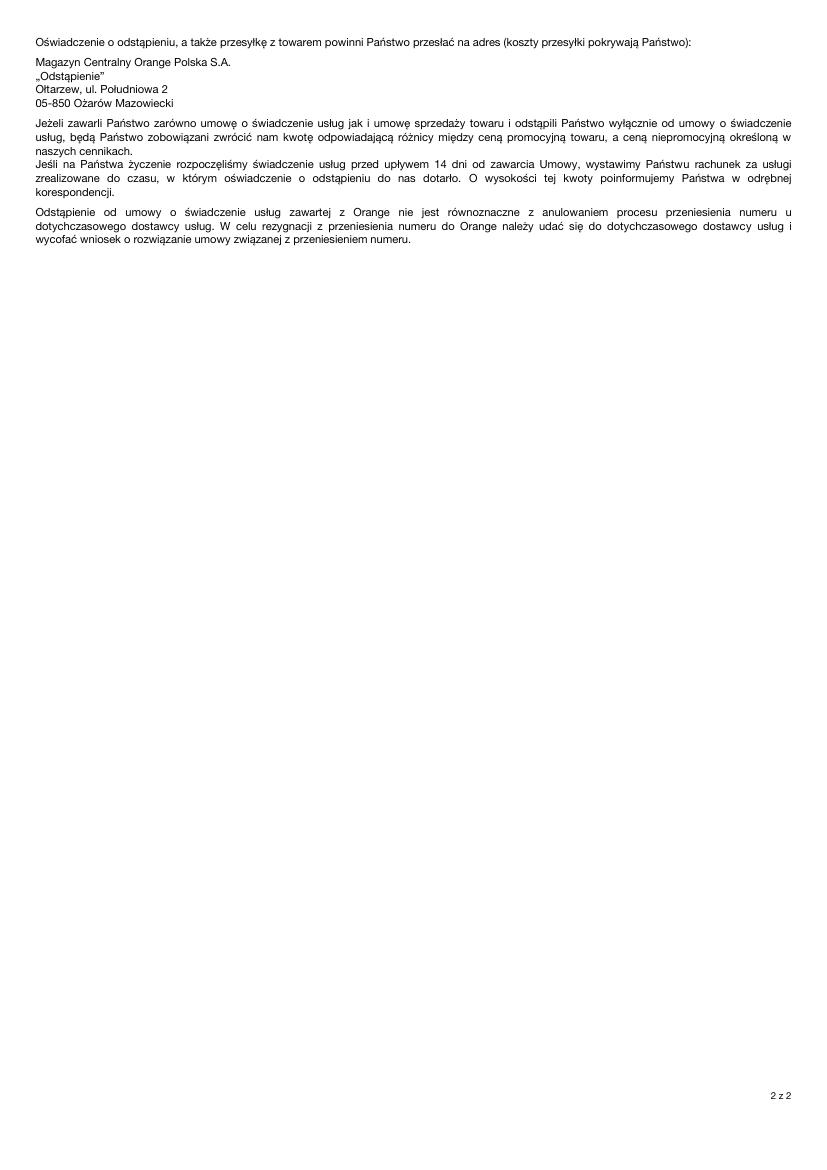 Oświadczenie o odstąpieniu, a także przesyłkę z towarem powinni Państwo przesłać na adres (koszty przesyłki pokrywają Państwo):
Magazyn Centralny Orange Polska S.A.
„Odstąpienie”
Ołtarzew, ul. Południowa 2
05-850 Ożarów Mazowiecki
Jeżeli zawarli Państwo zarówno umowę o świadczenie usług jak i umowę sprzedaży towaru i odstąpili Państwo wyłącznie od umowy o świadczenie
usług, będą Państwo zobowiązani zwrócić nam kwotę odpowiadającą różnicy między ceną promocyjną towaru, a ceną niepromocyjną określoną w
naszych cennikach.
Jeśli na Państwa życzenie rozpoczęliśmy świadczenie usług przed upływem 14 dni od zawarcia Umowy, wystawimy Państwu rachunek za usługi
zrealizowane do czasu, w którym oświadczenie o odstąpieniu do nas dotarło. O wysokości tej kwoty poinformujemy Państwa w odrębnej
korespondencji.
Odstąpienie od umowy o świadczenie usług zawartej z Orange nie jest równoznaczne z anulowaniem procesu przeniesienia numeru u
dotychczasowego dostawcy usług. W celu rezygnacji z przeniesienia numeru do Orange należy udać się do dotychczasowego dostawcy usług i
wycofać wniosek o rozwiązanie umowy związanej z przeniesieniem numeru.
2 z 2